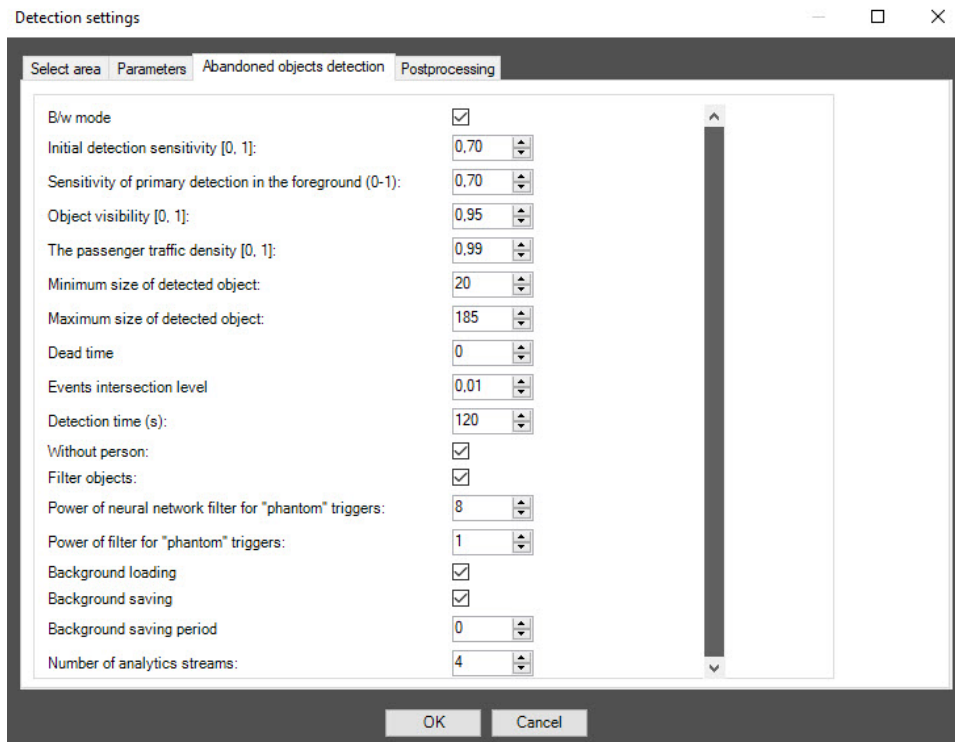 Detection settings
Select area Parameters Abandoned objects detection Postprocessing
B/w mode
Initial detection sensitivity [0, 1]: 0,70
Sensitivity of primary detection in the foreground (0-1): 0,70
Object visibility [0, 1]: 0,95
The passenger traffic density [0, 1]: 0,99
Minimum size of detected object: 20
Maximum size of detected object: 185
Dead time 0
Events intersection level 0,01
Detection time (s): 120
Without person:
Filter objects:
Power of neural network filter for "phantom" triggers: 8
Power of filter for "phantom" triggers: 1
Background loading
Background saving
Background saving period 0
Number of analytics streams: 4
OK Cancel